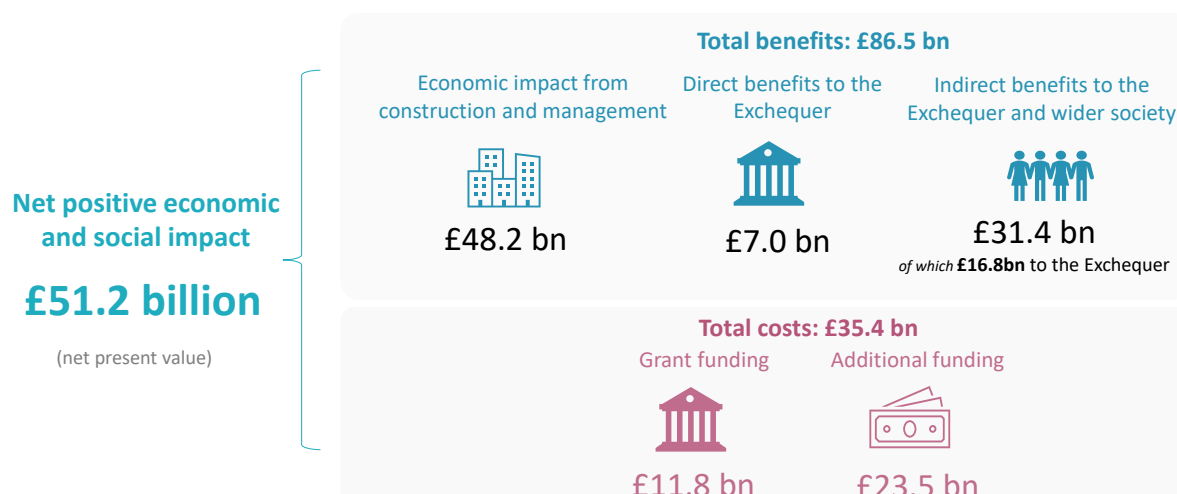 Total benefits: £86.5 bn
Economic impact from
construction and management
£48.2 bn
Direct benefits to the
Exchequer
£7.0 bn
Indirect benefits to the
Exchequer and wider society
£31.4 bn
of which £16.8bn to the Exchequer
Net positive economic
and social impact
£51.2 billion
(net present value)
Total costs: £35.4 bn
Grant funding
£11.8 bn
Additional funding
£23.5 bn